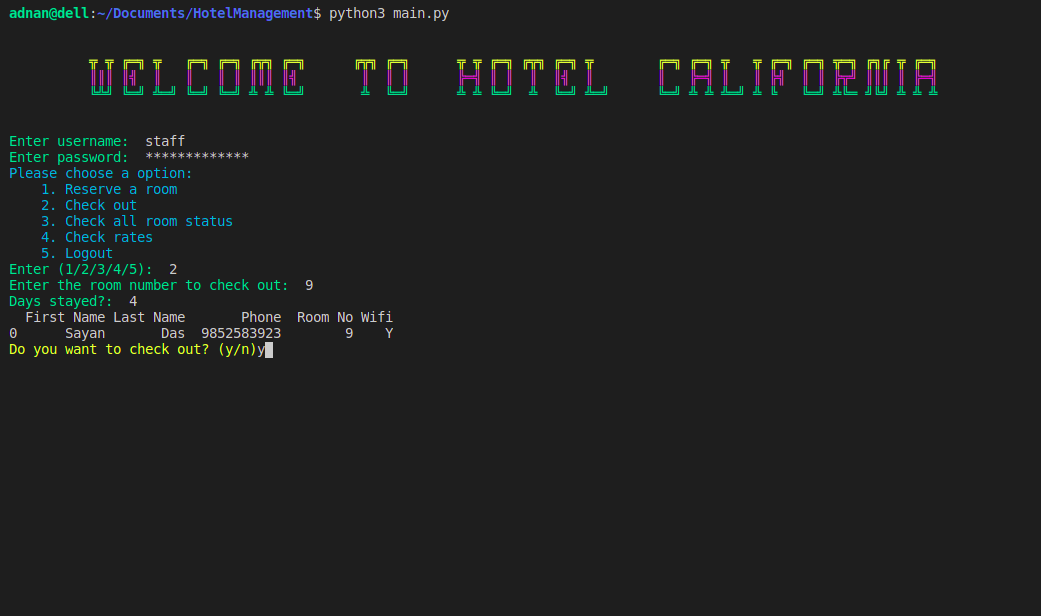 adnan@dell:~/Documents/HotelManagement$ python3 main.py
WELCOME TO HOTEL CALIFORNIA
Enter username:  staff
Enter password:  *************
Please choose a option:
    1. Reserve a room
    2. Check out
    3. Check all room status
    4. Check rates
    5. Logout
Enter (1/2/3/4/5):  2
Enter the room number to check out:  9
Days stayed?:  4
  First Name Last Name       Phone  Room No Wifi
0      Sayan       Das  9852583923        9    Y
Do you want to check out? (y/n)y